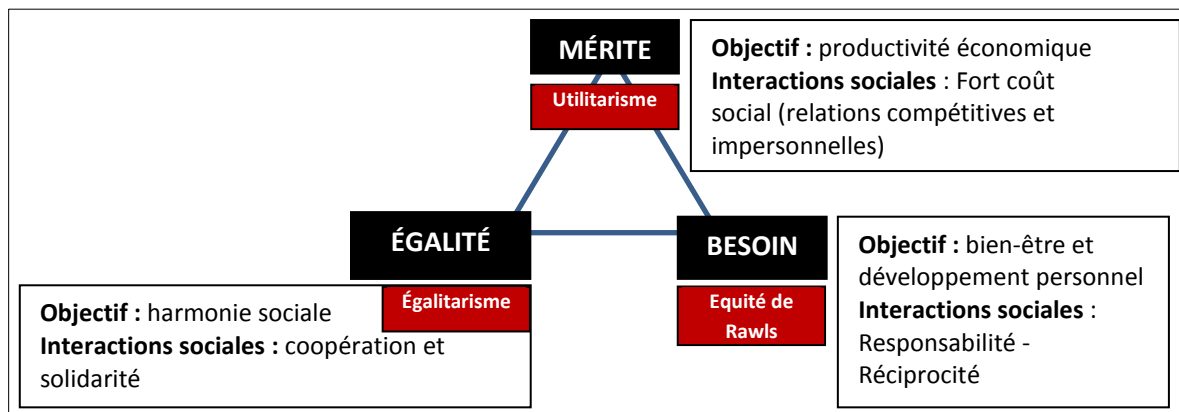 MÉRITE
Utilitarisme
Objectif : productivité économique
Interactions sociales : Fort coût
social (relations compétitives et
impersonnelles)
ÉGALITÉ
Égalitarisme
Objectif : harmonie sociale
Interactions sociales : coopération et
solidarité
BESOIN
Equité de
Rawls
Objectif : bien-être et
développement personnel
Interactions sociales :
Responsabilité -
Réciprocité